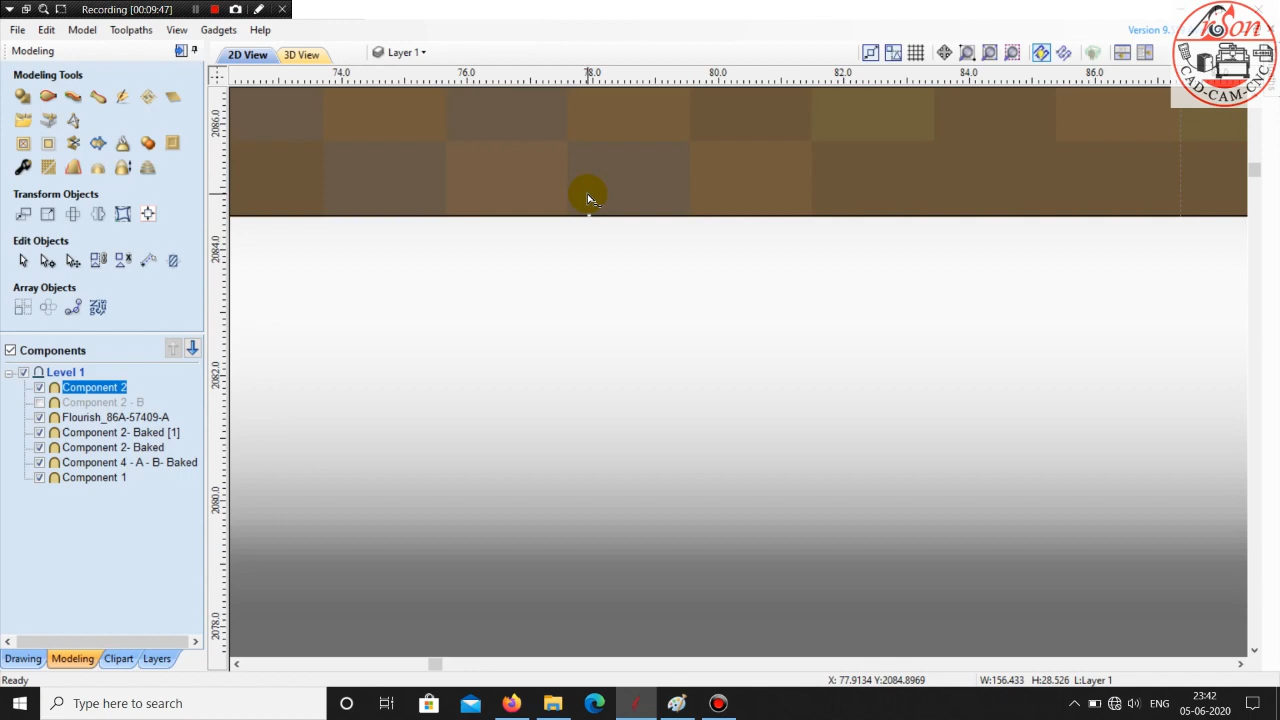 Recording [00:09:47]
File Edit Model Toolpaths View Gadgets Help
Version 9.
Modeling
2D View 3D View Layer 1
Modeling Tools
74.0 76.0 78.0 80.0 82.0 84.0 86.0
2086.0
2084.0
2082.0
2080.0
2078.0
Transform Objects
Edit Objects
Array Objects
Components
Level 1
Component 2
Component 2 - B
Flourish_86A-57409-A
Component 2- Baked [1]
Component 2- Baked
Component 4 - A - B- Baked
Component 1
Drawing Modeling Clipart Layers
Ready
X: 77.9134 Y:2084.8969
W:156.433 H:28.526 L:Layer 1
Type here to search
ENG
23:42
05-06-2020
CAD-CAM-CNC